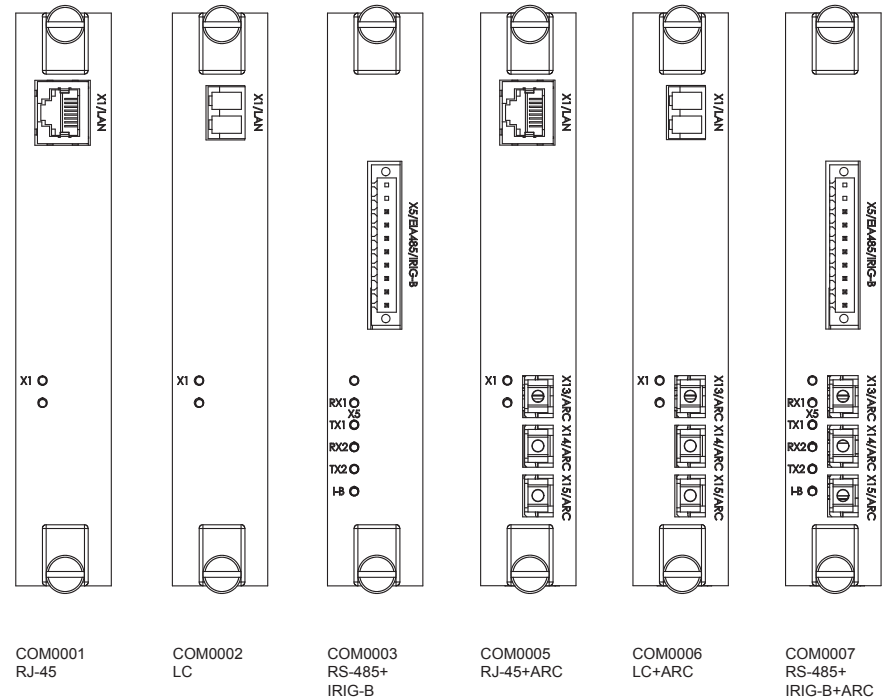 X1/LAN
X1
COM0001
RJ-45
X1/LAN
X1
COM0002
LC
X5/EIA485/IRIG-B
RX1
X5
TX1
RX2
TX2
I-B
COM0003
RS-485+
IRIG-B
X1/LAN
X1
X13/ARC X14/ARC X15/ARC
COM0005
RJ-45+ARC
X1/LAN
X1
X13/ARC X14/ARC X15/ARC
COM0006
LC+ARC
X5/EIA485/IRIG-B
RX1
X5
TX1
RX2
TX2
I-B
X13/ARC X14/ARC X15/ARC
COM0007
RS-485+
IRIG-B+ARC